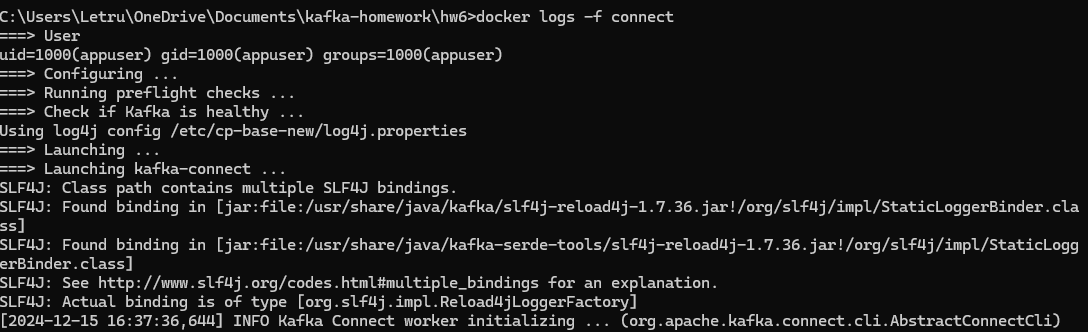 C:\Users\Letru\OneDrive\Documents\kafka-homework\hw6>docker logs -f connect
===> User
uid=1000(appuser) gid=1000(appuser) groups=1000(appuser)
===> Configuring ...
===> Running preflight checks ...
===> Check if Kafka is healthy ...
Using log4j config /etc/cp-base-new/log4j.properties
===> Launching ...
===> Launching kafka-connect ...
SLF4J: Class path contains multiple SLF4J bindings.
SLF4J: Found binding in [jar:file:/usr/share/java/kafka/slf4j-reload4j-1.7.36.jar!/org/slf4j/impl/StaticLoggerBinder.cla
ss]
SLF4J: Found binding in [jar:file:/usr/share/java/kafka-serde-tools/slf4j-reload4j-1.7.36.jar!/org/slf4j/impl/StaticLogg
erBinder.class]
SLF4J: See http://www.slf4j.org/codes.html#multiple_bindings for an explanation.
SLF4J: Actual binding is of type [org.slf4j.impl.Reload4jLoggerFactory]
[2024-12-15 16:37:36,644] INFO Kafka Connect worker initializing ... (org.apache.kafka.connect.cli.AbstractConnectCli)